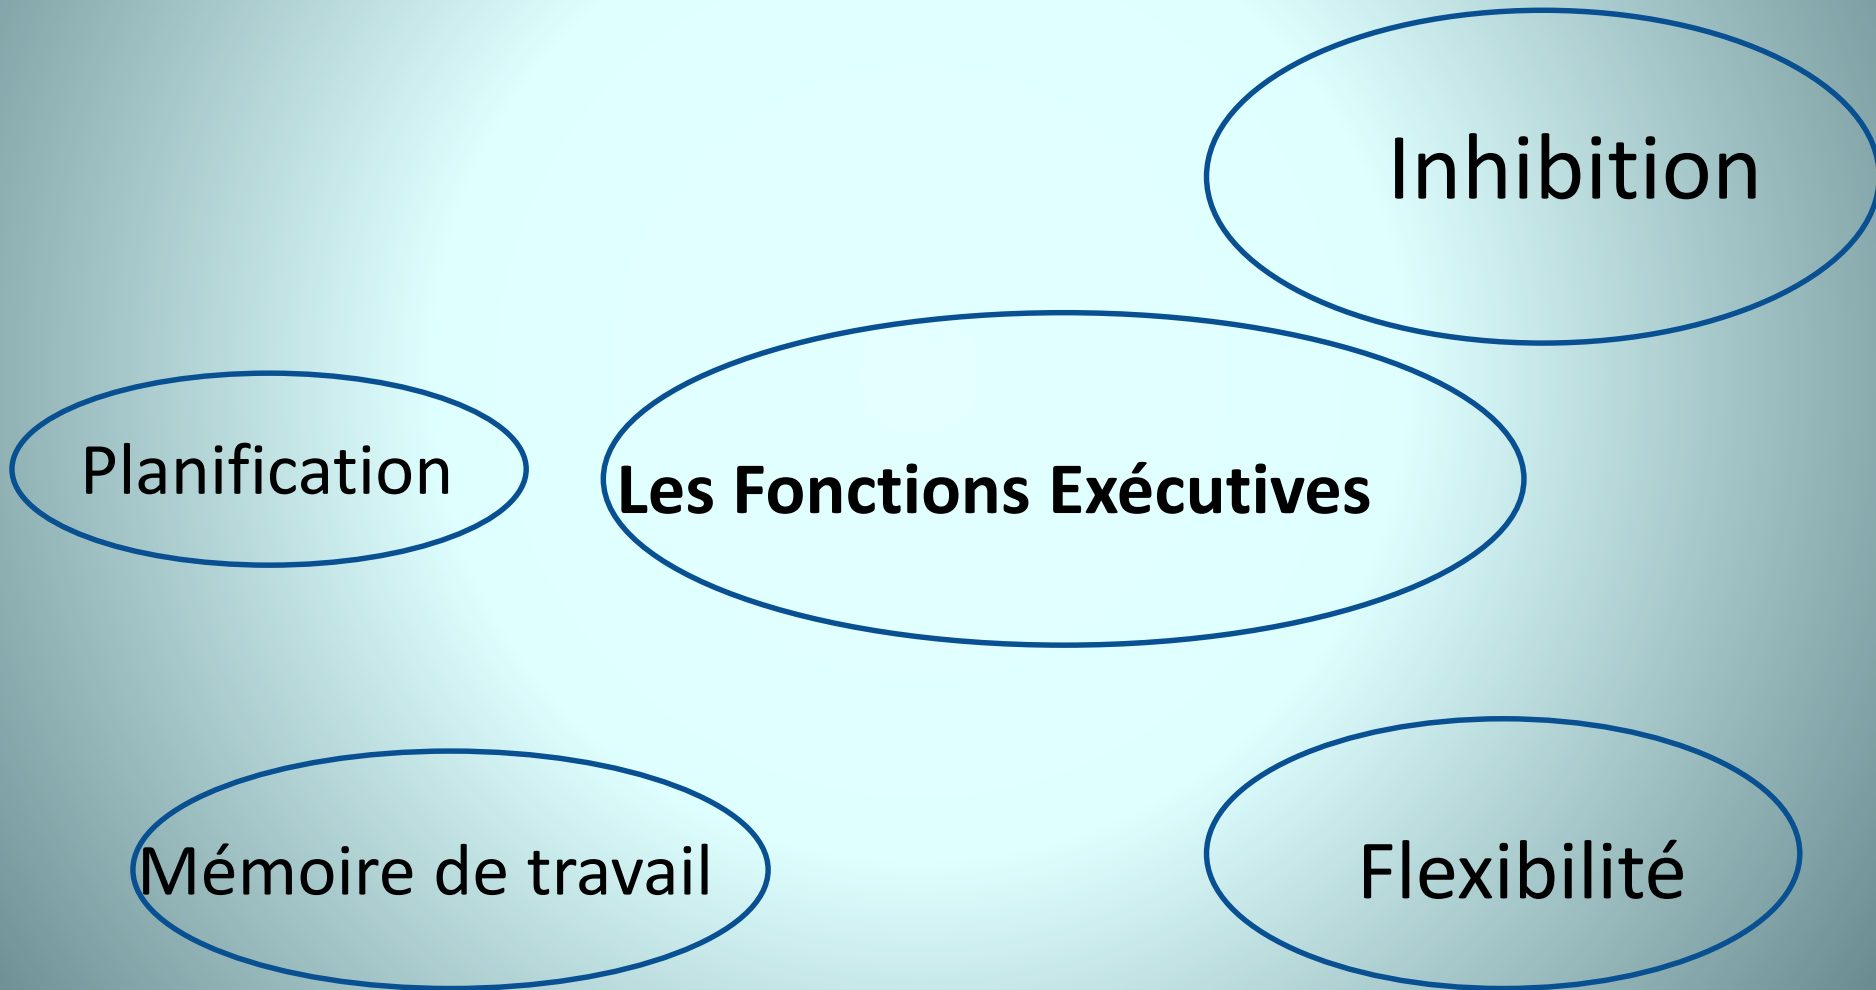 Inhibition
Planification
Les Fonctions Exécutives
Mémoire de travail
Flexibilité